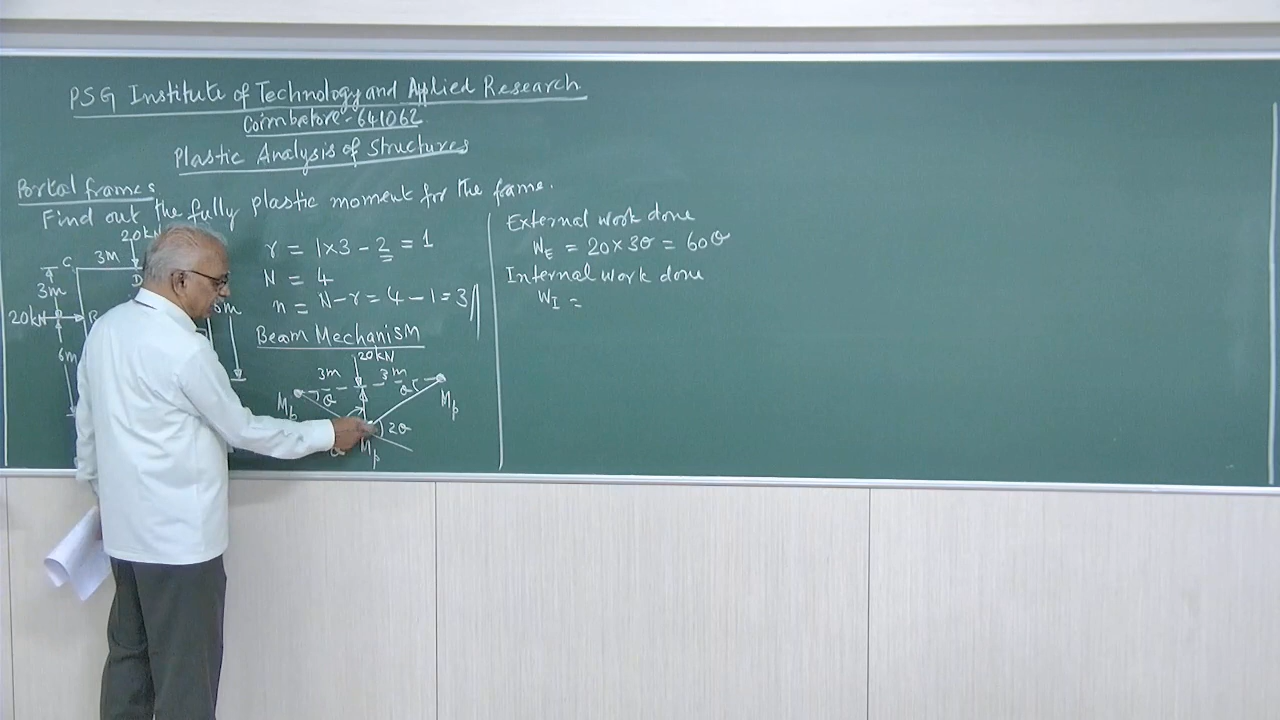 PSG Institute of Technology and Applied Research
Coimbatore-641062
Plastic Analysis of Structures
Portal frames
Find out the fully plastic moment for the frame.
20kN
3m
C
D
3m
20kN
B
6m
r = 1×3 - 2 = 1
N = 4
n = N-r = 4-1 = 3//
Beam Mechanism
20kN
3m 3m
θ θ
Mp Mp
2θ
Mp
External work done
WE = 20×3θ = 60θ
Internal work done
WI =